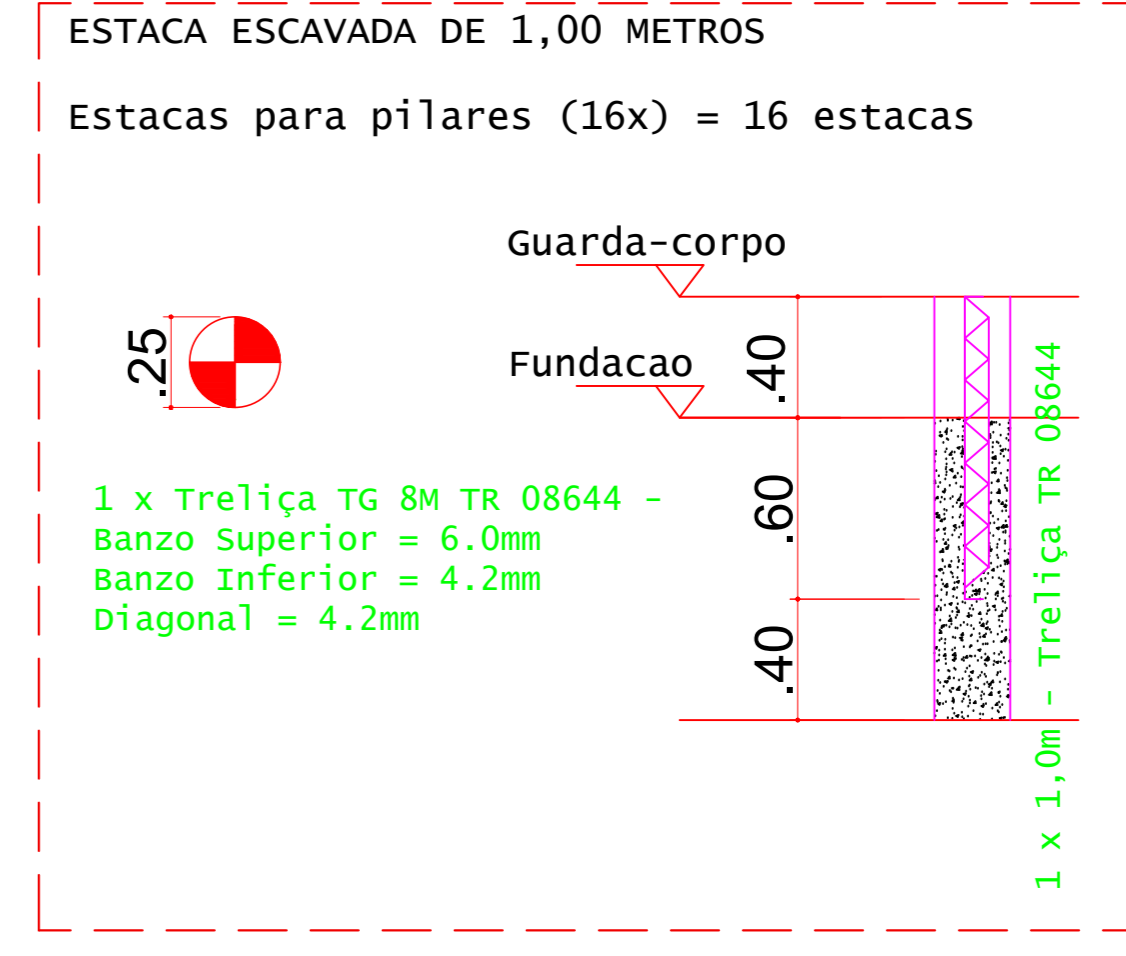 ESTACA ESCAVADA DE 1,00 METROS
Estacas para pilares (16x) = 16 estacas
Guarda-corpo
Fundacao
.25
.40
.60
.40
1 x Treliça TG 8M TR 08644 -
Banzo Superior = 6.0mm
Banzo Inferior = 4.2mm
Diagonal = 4.2mm
1 x 1,0m - Treliça TR 08644